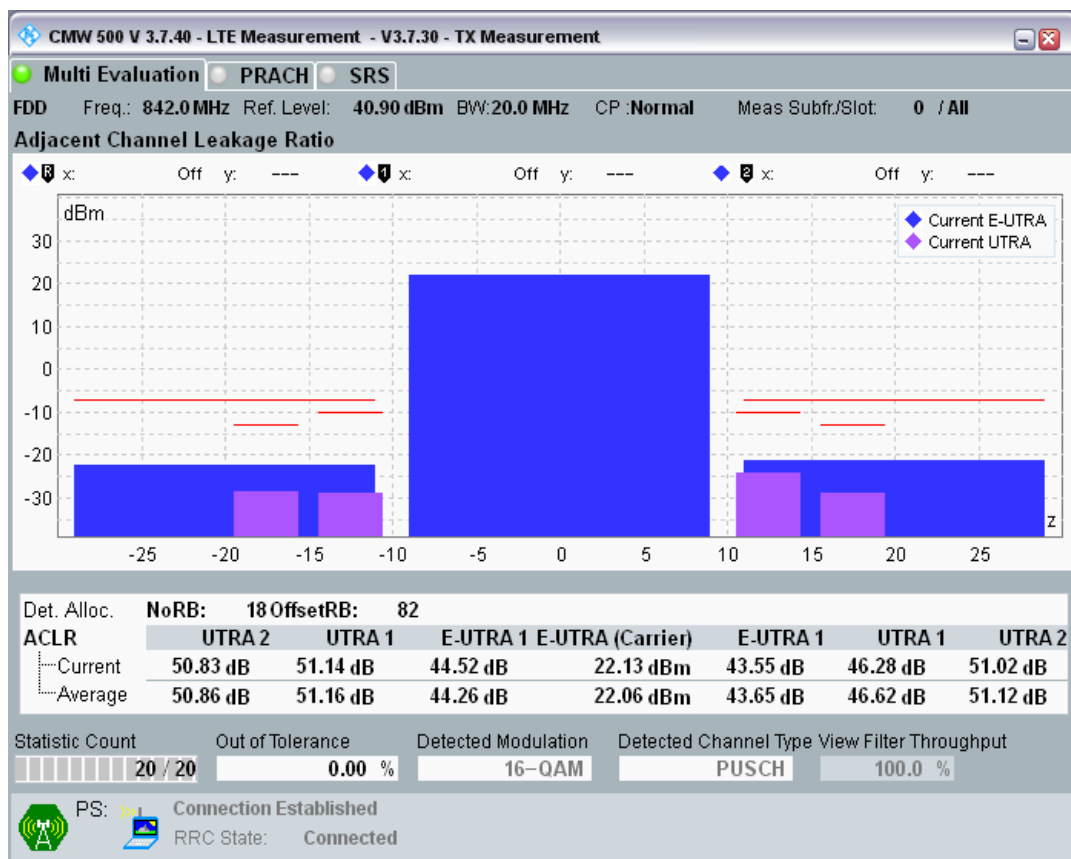 CMW 500 V 3.7.40 - LTE Measurement - V3.7.30 - TX Measurement
Multi Evaluation PRACH SRS
FDD Freq.: 842.0 MHz Ref. Level: 40.90 dBm BW:20.0 MHz CP :Normal Meas Subfr./Slot: 0 / All
Adjacent Channel Leakage Ratio
R x: Off y: --- 1 x: Off y: --- 2 x: Off y: ---
dBm
Current E-UTRA
Current UTRA
30
20
10
0
-10
-20
-30
z
-25 -20 -15 -10 -5 0 5 10 15 20 25
Det. Alloc. NoRB: 18 OffsetRB: 82
ACLR UTRA 2 UTRA 1 E-UTRA 1 E-UTRA (Carrier) E-UTRA 1 UTRA 1 UTRA 2
Current 50.83 dB 51.14 dB 44.52 dB 22.13 dBm 43.55 dB 46.28 dB 51.02 dB
Average 50.86 dB 51.16 dB 44.26 dB 22.06 dBm 43.65 dB 46.62 dB 51.12 dB
Statistic Count Out of Tolerance Detected Modulation Detected Channel Type View Filter Throughput
20 / 20 0.00 % 16-QAM PUSCH 100.0 %
PS: Connection Established
RRC State: Connected